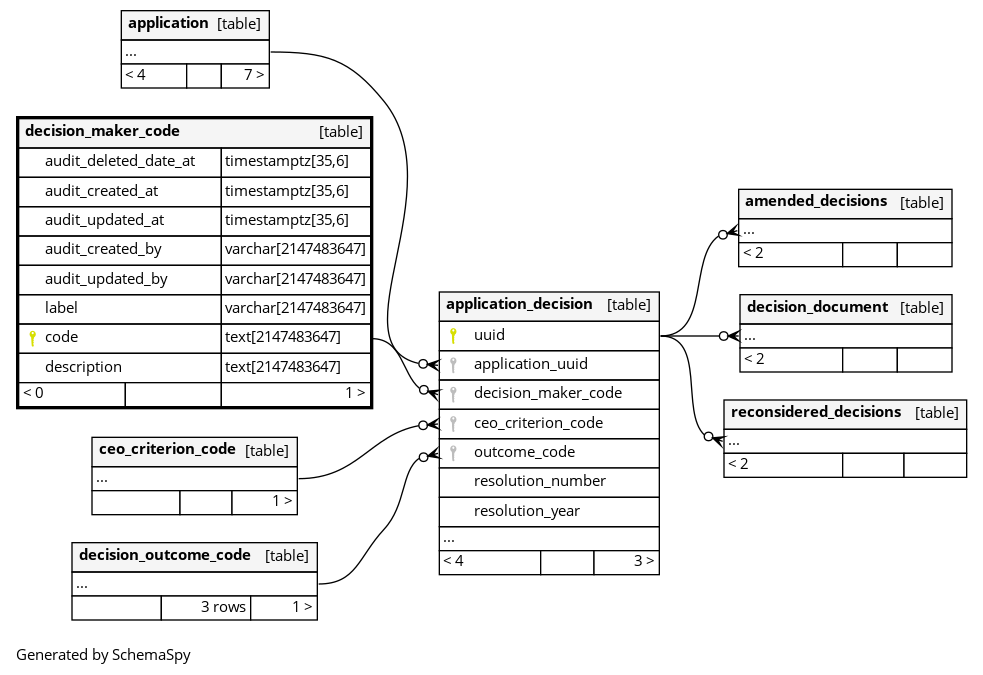 application [table]
...
< 4 7 >
decision_maker_code [table]
audit_deleted_date_at timestamptz[35,6]
audit_created_at timestamptz[35,6]
audit_updated_at timestamptz[35,6]
audit_created_by varchar[2147483647]
audit_updated_by varchar[2147483647]
label varchar[2147483647]
code text[2147483647]
description text[2147483647]
< 0 1 >
ceo_criterion_code [table]
...
1 >
decision_outcome_code [table]
...
3 rows 1 >
application_decision [table]
uuid
application_uuid
decision_maker_code
ceo_criterion_code
outcome_code
resolution_number
resolution_year
...
< 4 3 >
amended_decisions [table]
...
< 2
decision_document [table]
...
< 2
reconsidered_decisions [table]
...
< 2
Generated by SchemaSpy